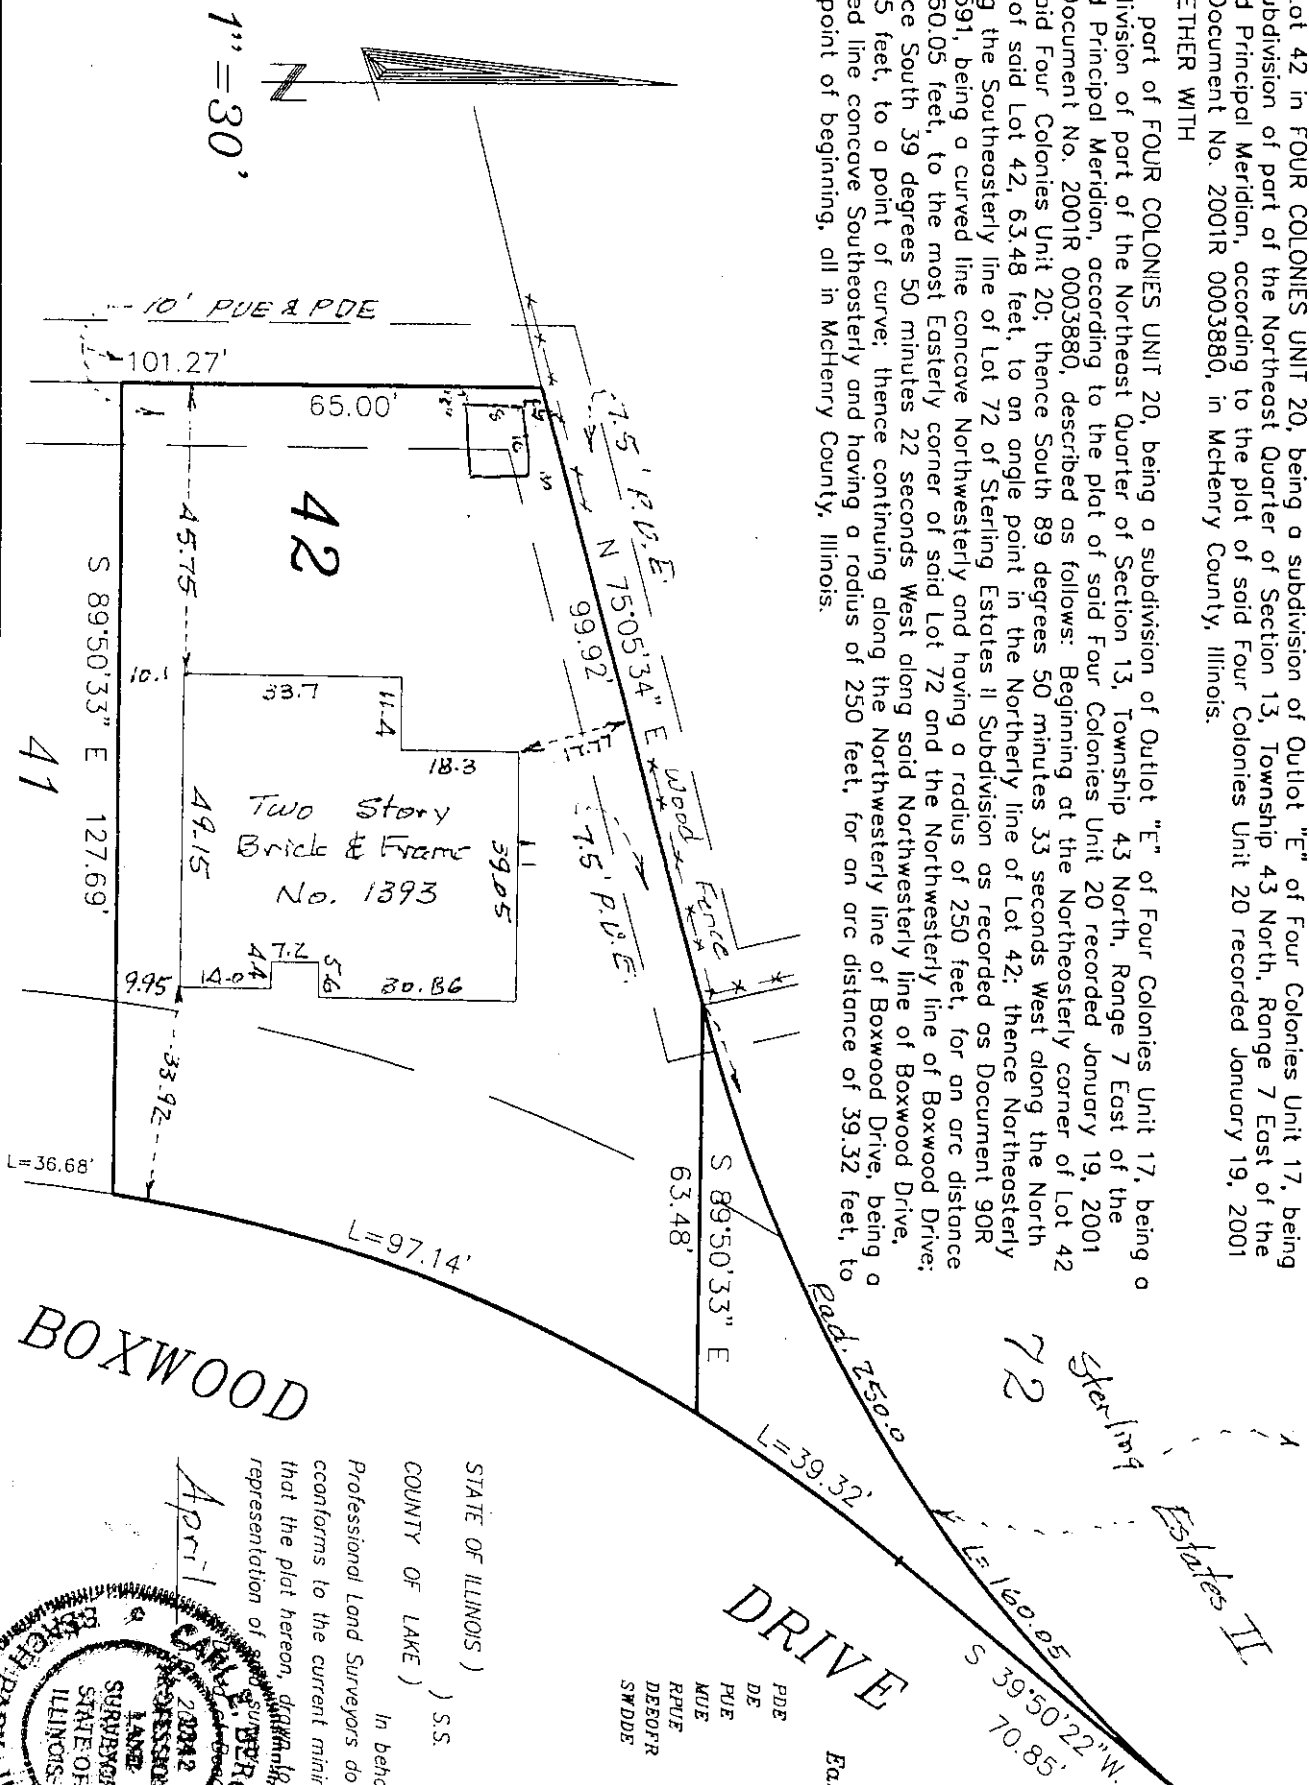 Lot 42 in FOUR COLONIES UNIT 20, being a subdivision of Outlot "E" of Four Colonies Unit 17, being
ubdivision of part of the Northeast Quarter of Section 13, Township 43 North, Range 7 East of the
d Principal Meridian, according to the plat of said Four Colonies Unit 20 recorded January 19, 2001
Document No. 2001R 0003880, in McHenry County, Illinois.
ETHER WITH
part of FOUR COLONIES UNIT 20, being a subdivision of Outlot "E" of Four Colonies Unit 17, being a
division of part of the Northeast Quarter of Section 13, Township 43 North, Range 7 East of the
d Principal Meridian, according to the plat of said Four Colonies Unit 20 recorded January 19, 2001
Document No. 2001R 0003880, described as follows: Beginning at the Northeasterly corner of Lot 42
aid Four Colonies Unit 20; thence South 89 degrees 50 minutes 33 seconds West along the North
of said Lot 42, 63.48 feet, to an angle point in the Northerly line of Lot 42; thence Northeasterly
g the Southeasterly line of Lot 72 of Sterling Estates II Subdivision as recorded as Document 90R
691, being a curved line concave Northwesterly and having a radius of 250 feet, for an arc distance
60.05 feet, to the most Easterly corner of said Lot 72 and the Northwesterly line of Boxwood Drive;
ce South 39 degrees 50 minutes 22 seconds West along said Northwesterly line of Boxwood Drive,
5 feet, to a point of curve; thence continuing along the Northwesterly line of Boxwood Drive, being a
ed line concave Southeasterly and having a radius of 250 feet, for an arc distance of 39.32 feet, to
point of beginning, all in McHenry County, Illinois.
N
1"=30'
10' PUE & PDE
101.27'
65.00'
18
16
7.5' P.U.E.
N 75°05'34" E
99.92'
Wood Fence
7.5' P.U.E.
42
45.75
10.1
33.7
11.4
18.3
Two Story
Brick & Frame
No. 1393
39.05
49.15
14.0
4.4
7.2
5.6
30.86
9.95
33.92
S 89°50'33" E 127.69'
41
L=36.68'
L=97.14'
S 89°50'33" E
63.48'
Rad. 250.0
72
Sterling
Estates II
L=39.32'
L=160.05
S 39°50'22"W.
70.85'
BOXWOOD
DRIVE
PDE
DE
PUE
MUE
RPUE
DEEOFR
SWDDE
Ea
STATE OF ILLINOIS )
) S.S.
COUNTY OF LAKE )
In beha
Professional Land Surveyors do
cconforms to the current minin
that the plat hereon, drawn to
representation of said survey.
April
CARL E. BER
PROFESSION
LAND
SURVEYOR
STATE OF
ILLINOIS
BEACH PARK